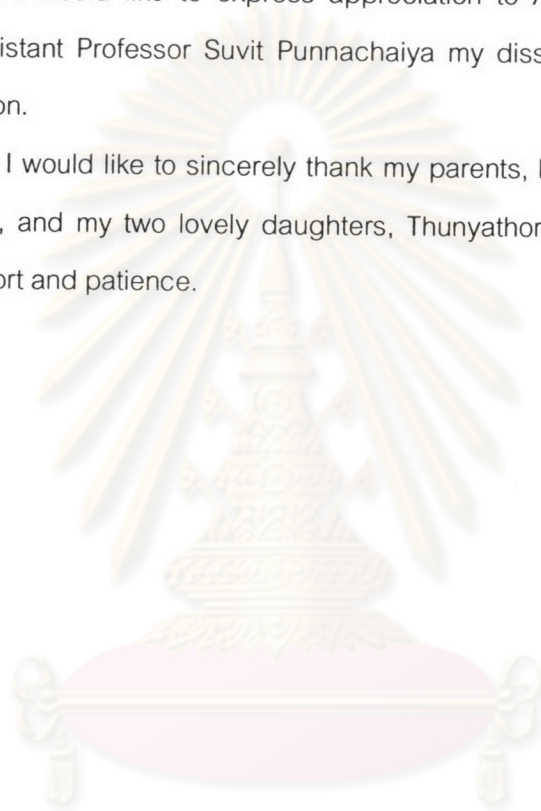 would like to express appreciation to
istant Professor Suvit Punnachaiya my diss
on.
I would like to sincerely thank my parents,
, and my two lovely daughters, Thunyathor
ort and patience.